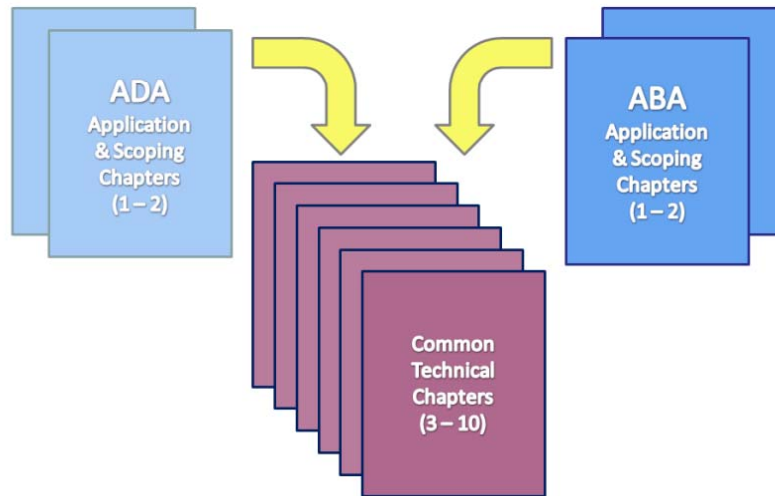 ADA
Application
& Scoping
Chapters
(1 – 2)
ABA
Application
& Scoping
Chapters
(1 – 2)
Common
Technical
Chapters
(3 – 10)